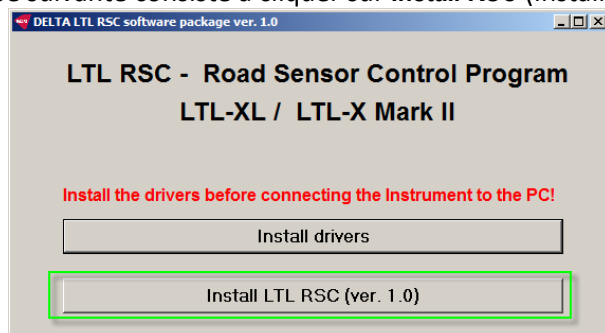 DELTA LTL RSC software package ver. 1.0
LTL RSC - Road Sensor Control Program
LTL-XL / LTL-X Mark II
Install the drivers before connecting the Instrument to the PC!
Install drivers
Install LTL RSC (ver. 1.0)